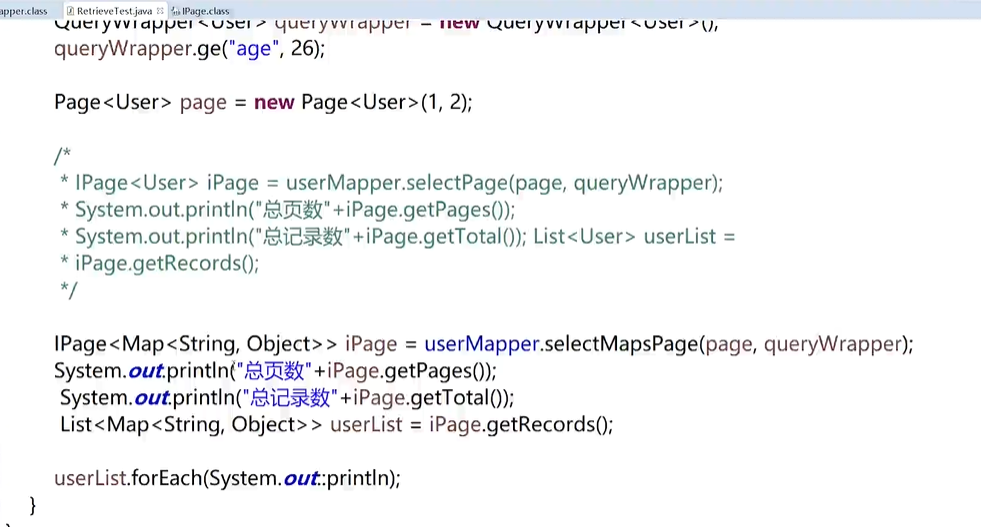 apper.class RetrieveTest.java IPage.class
QueryWrapper<User> queryWrapper = new QueryWrapper<User>();
queryWrapper.ge("age", 26);
Page<User> page = new Page<User>(1, 2);
/*
* IPage<User> iPage = userMapper.selectPage(page, queryWrapper);
* System.out.println("总页数"+iPage.getPages());
* System.out.println("总记录数"+iPage.getTotal()); List<User> userList =
* iPage.getRecords();
*/
IPage<Map<String, Object>> iPage = userMapper.selectMapsPage(page, queryWrapper);
System.out.println("总页数"+iPage.getPages());
System.out.println("总记录数"+iPage.getTotal());
List<Map<String, Object>> userList = iPage.getRecords();
userList.forEach(System.out::println);
}